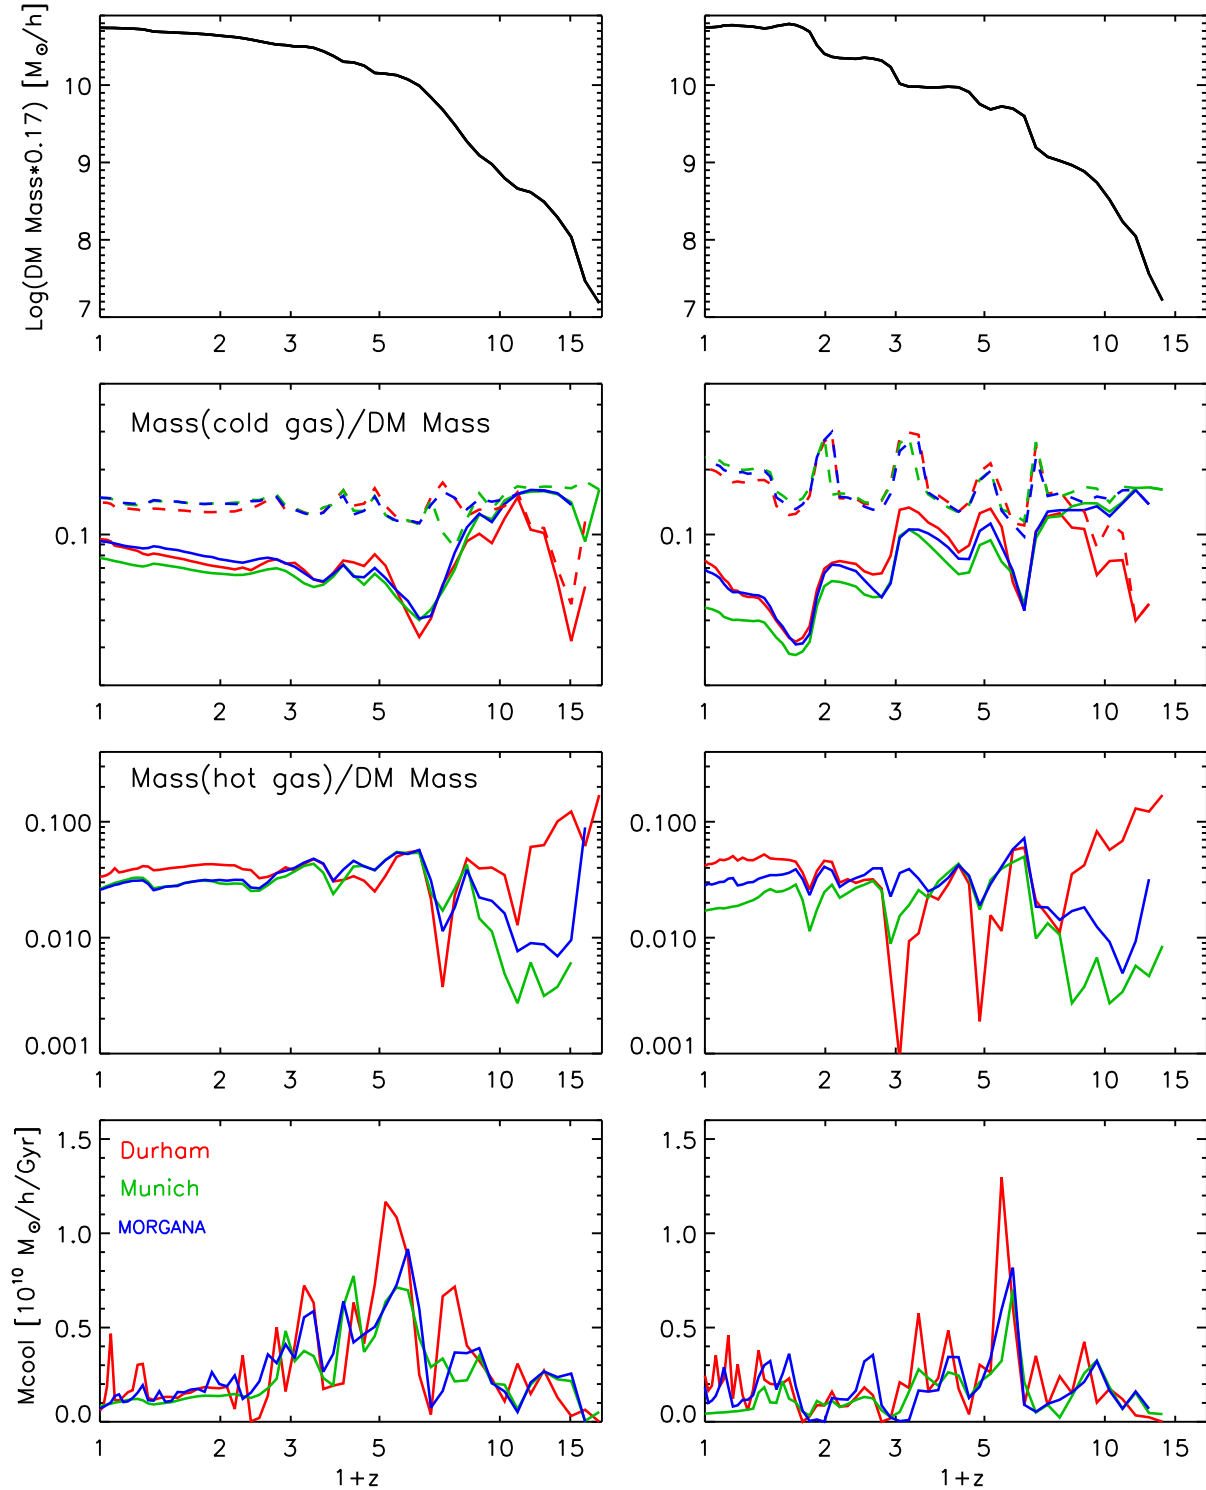 Log(DM Mass*0.17) [M⊙/h]
10
9
8
7
1 2 3 5 10 15
10
9
8
7
1 2 3 5 10 15
Mass(cold gas)/DM Mass
0.1
1 2 3 5 10 15
0.1
1 2 3 5 10 15
Mass(hot gas)/DM Mass
0.100
0.010
0.001
1 2 3 5 10 15
0.100
0.010
0.001
1 2 3 5 10 15
Mcool [10¹⁰ M⊙/h/Gyr]
1.5
1.0
0.5
0.0
Durham
Munich
MORGANA
1 2 3 5 10 15
1+z
1.5
1.0
0.5
0.0
1 2 3 5 10 15
1+z